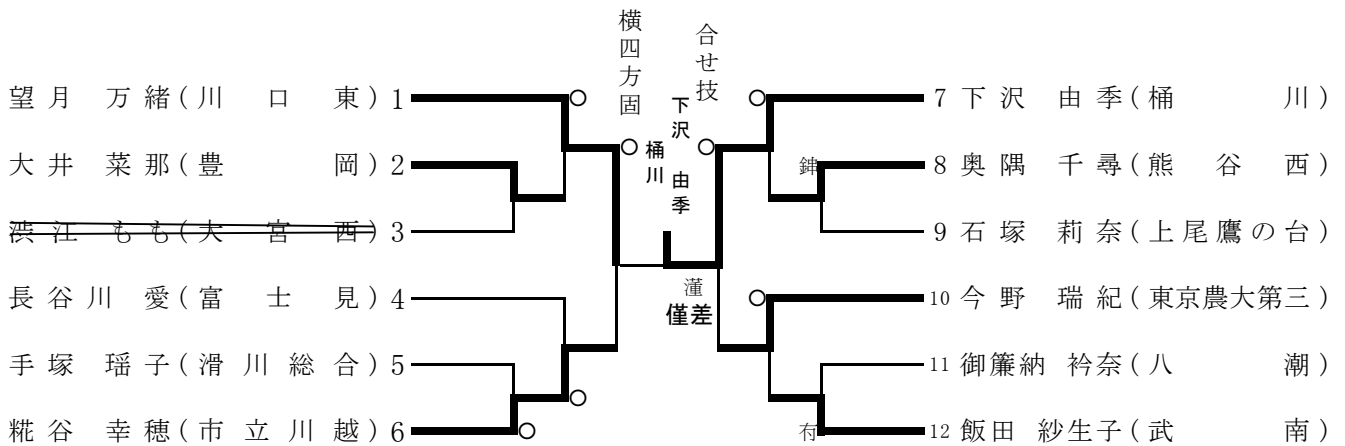 横四方固
合せ技
下沢 由季
桶川
望月 万緒(川口東) 1
大井 菜那(豊岡) 2
渋江 もも(大宮西) 3
長谷川 愛(富士見) 4
手塚 瑶子(滑川総合) 5
糀谷 幸穂(市立川越) 6
7 下沢 由季(桶川)
8 奥隅 千尋(熊谷西)
9 石塚 莉奈(上尾鷹の台)
10 今野 瑞紀(東京農大第三)
11 御簾納 衿奈(八潮)
12 飯田 紗生子(武南)
僅差